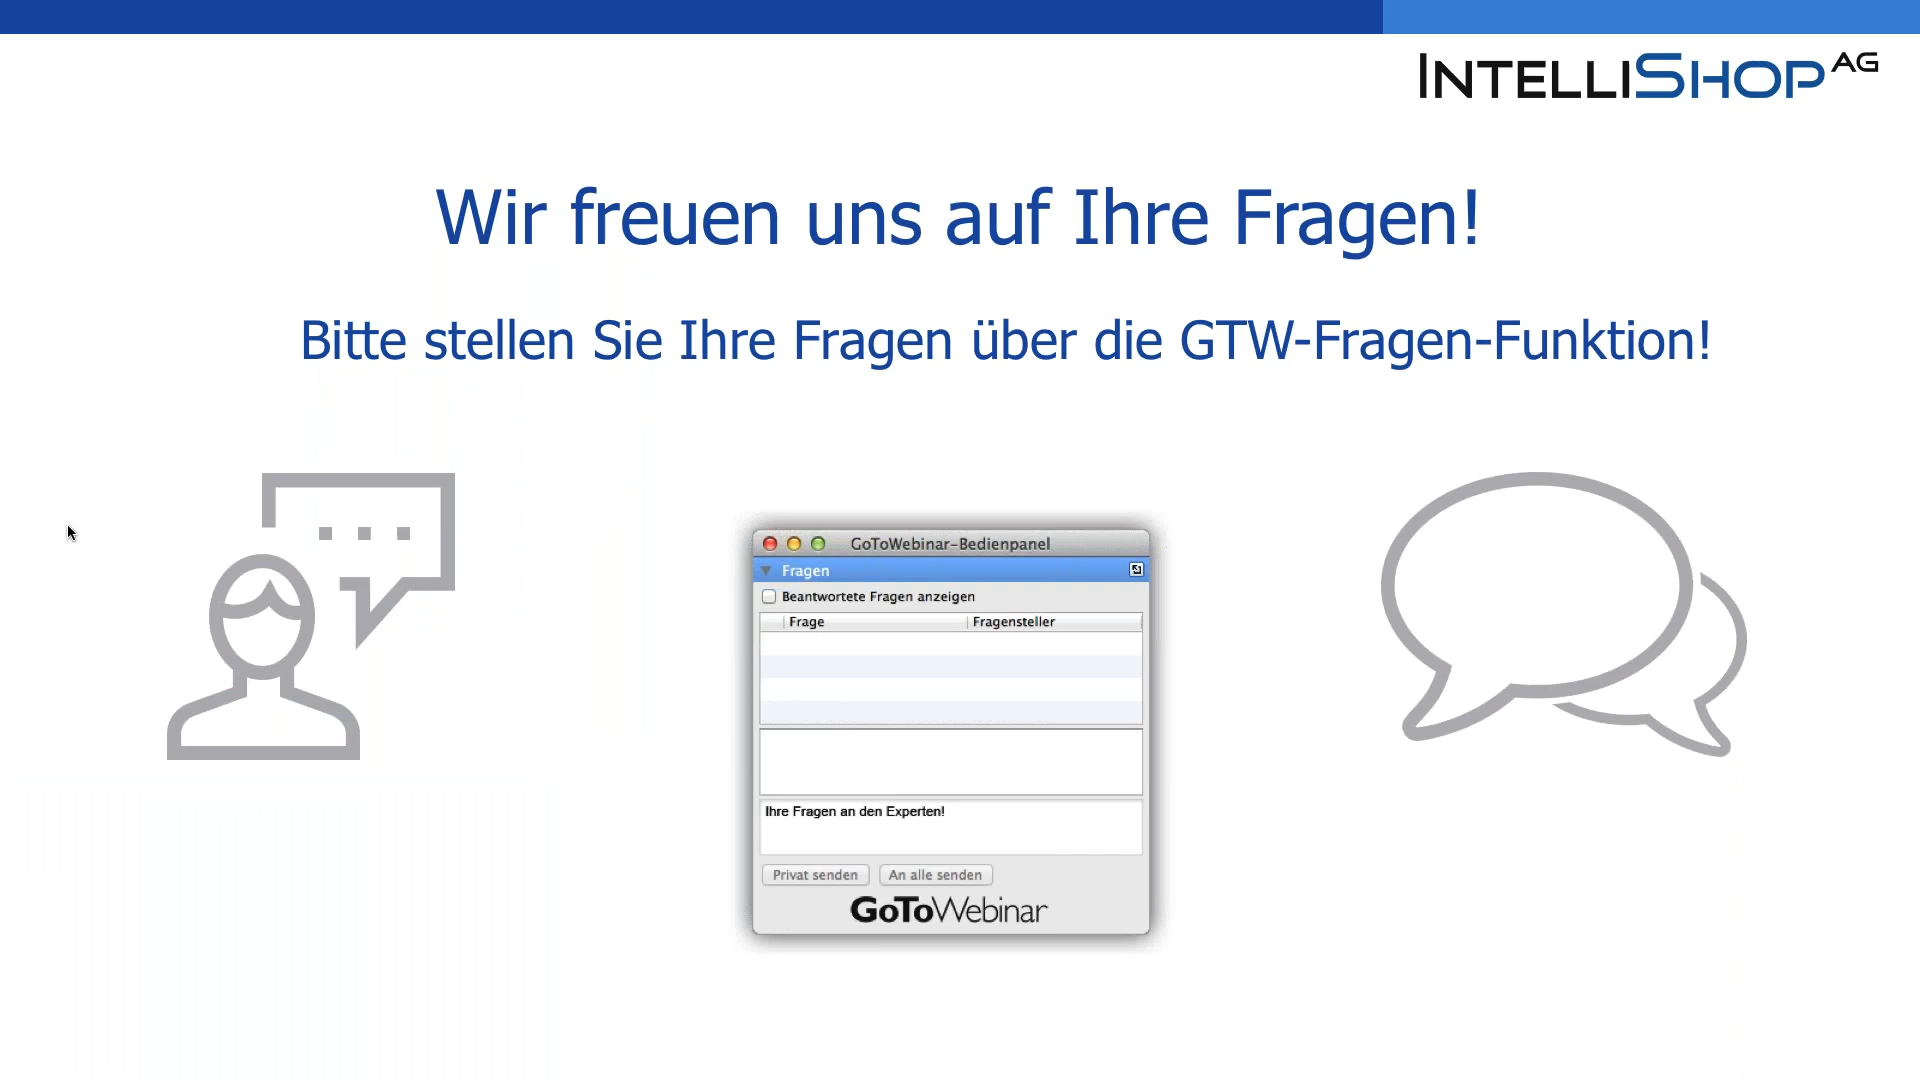 INTELLISHOP AG
Wir freuen uns auf Ihre Fragen!
Bitte stellen Sie Ihre Fragen über die GTW-Fragen-Funktion!
GoToWebinar-Bedienpanel
Fragen
Beantwortete Fragen anzeigen
Frage Fragensteller
Ihre Fragen an den Experten!
Privat senden An alle senden
GoToWebinar